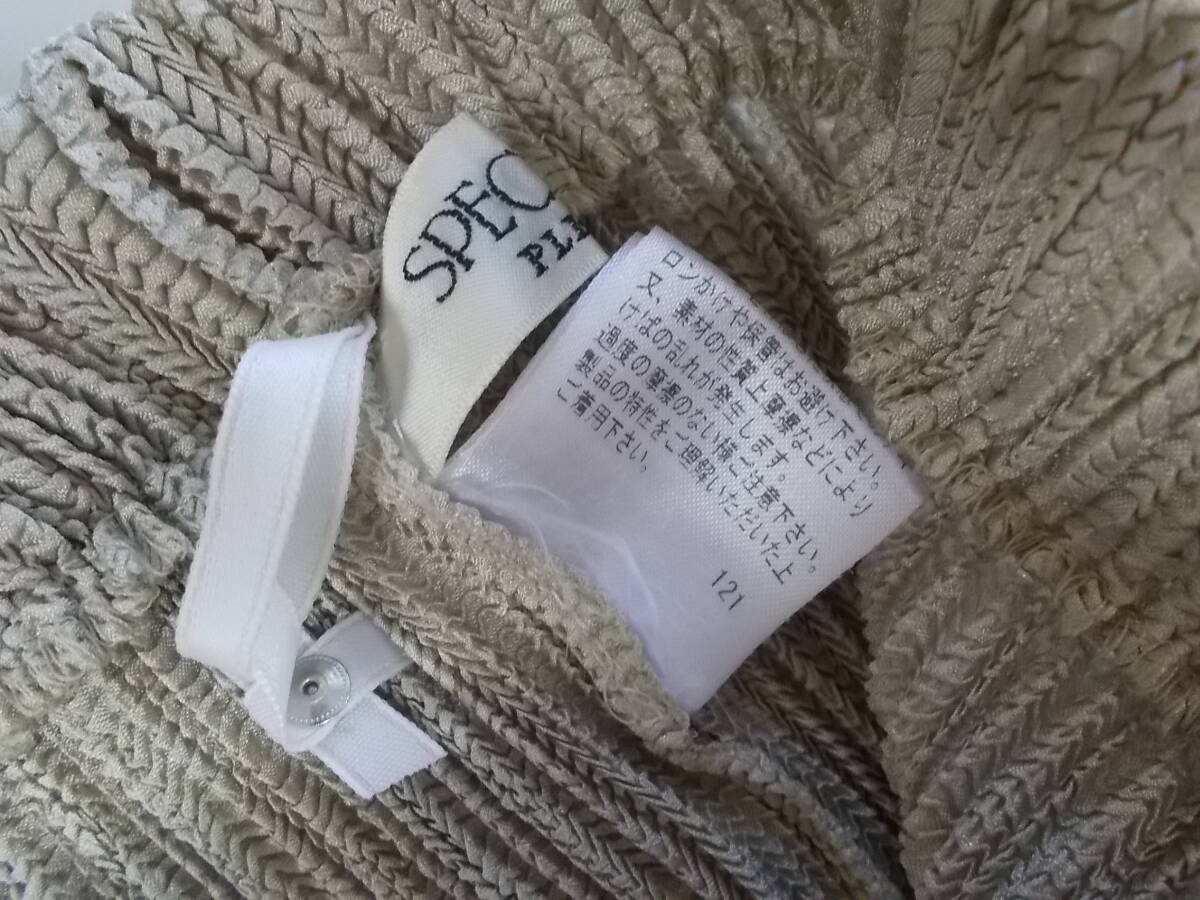 SPEC
PL
ロンかけや保管はお避け下さい。
又、素材の性質上摩擦などにより
けばの乱れが発生します。
過度の摩擦のない様ご注意下さい。
製品の特性をご理解いただいた上
ご着用下さい。
121